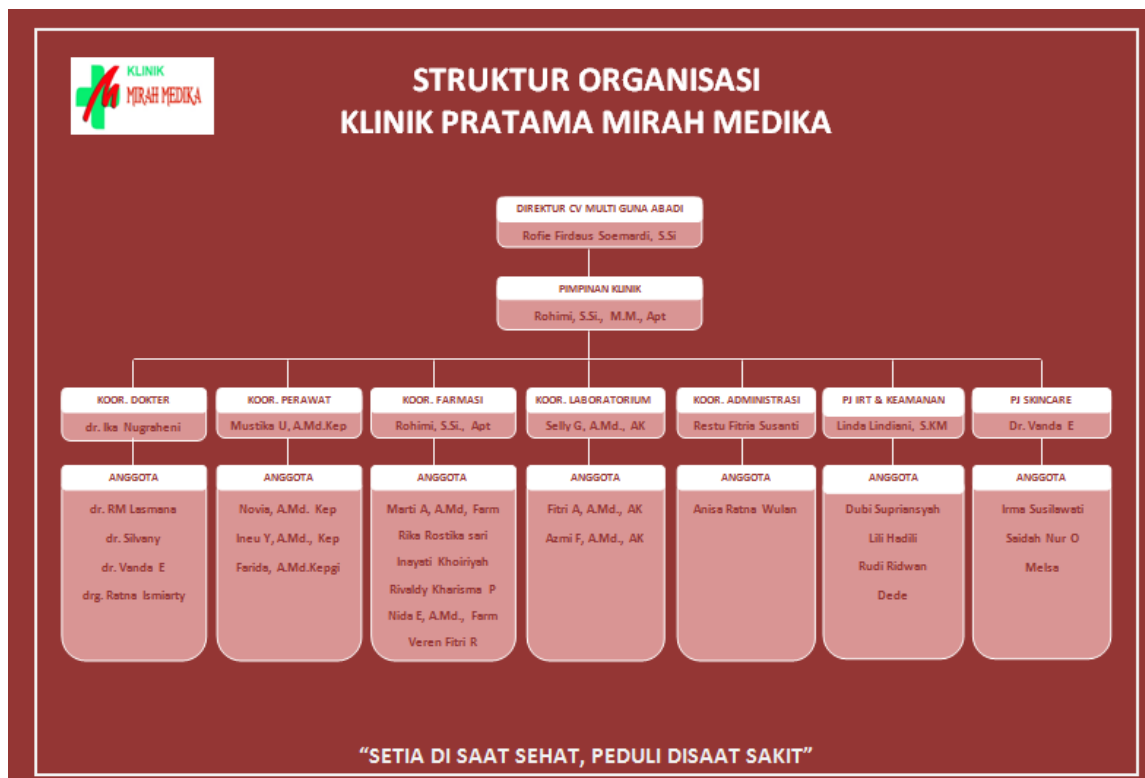 KLINIK
MIRAH MEDIKA
STRUKTUR ORGANISASI
KLINIK PRATAMA MIRAH MEDIKA
DIREKTUR CV MULTI GUNA ABADI
Rofie Firdaus Soemardi, S.Si
PIMPINAN KLINIK
Rohimi, S.Si., M.M., Apt
KOOR. DOKTER
dr. Ika Nugraheni
KOOR. PERAWAT
Mustika U, A.Md.Kep
KOOR. FARMASI
Rohimi, S.Si., Apt
KOOR. LABORATORIUM
Selly G, A.Md., AK
KOOR. ADMINISTRASI
Restu Fitria Susanti
PJ IRT & KEAMANAN
Linda Lindiani, S.KM
PJ SKINCARE
Dr. Vanda E
ANGGOTA
dr. RM Lasmana
dr. Silvany
dr. Vanda E
drg. Ratna Ismiarty
ANGGOTA
Novia, A.Md. Kep
Ineu Y, A.Md., Kep
Farida, A.Md.Kepgi
ANGGOTA
Marti A, A.Md, Farm
Rika Rostika sari
Inayati Khoiriyah
Rivaldy Kharisma P
Nida E, A.Md., Farm
Veren Fitri R
ANGGOTA
Fitri A, A.Md., AK
Azmi F, A.Md., AK
ANGGOTA
Anisa Ratna Wulan
ANGGOTA
Dubi Supriansyah
Lili Hadili
Rudi Ridwan
Dede
ANGGOTA
Irma Susilawati
Saidah Nur O
Melsa
“SETIA DI SAAT SEHAT, PEDULI DISAAT SAKIT”